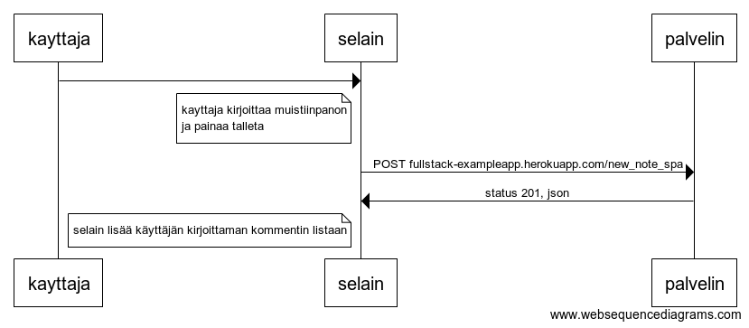 kayttaja
selain
palvelin
kayttaja kirjoittaa muistiinpanon
ja painaa talleta
POST fullstack-exampleapp.herokuapp.com/new_note_spa
status 201, json
selain lisää käyttäjän kirjoittaman kommentin listaan
kayttaja
selain
palvelin
www.websequencediagrams.com